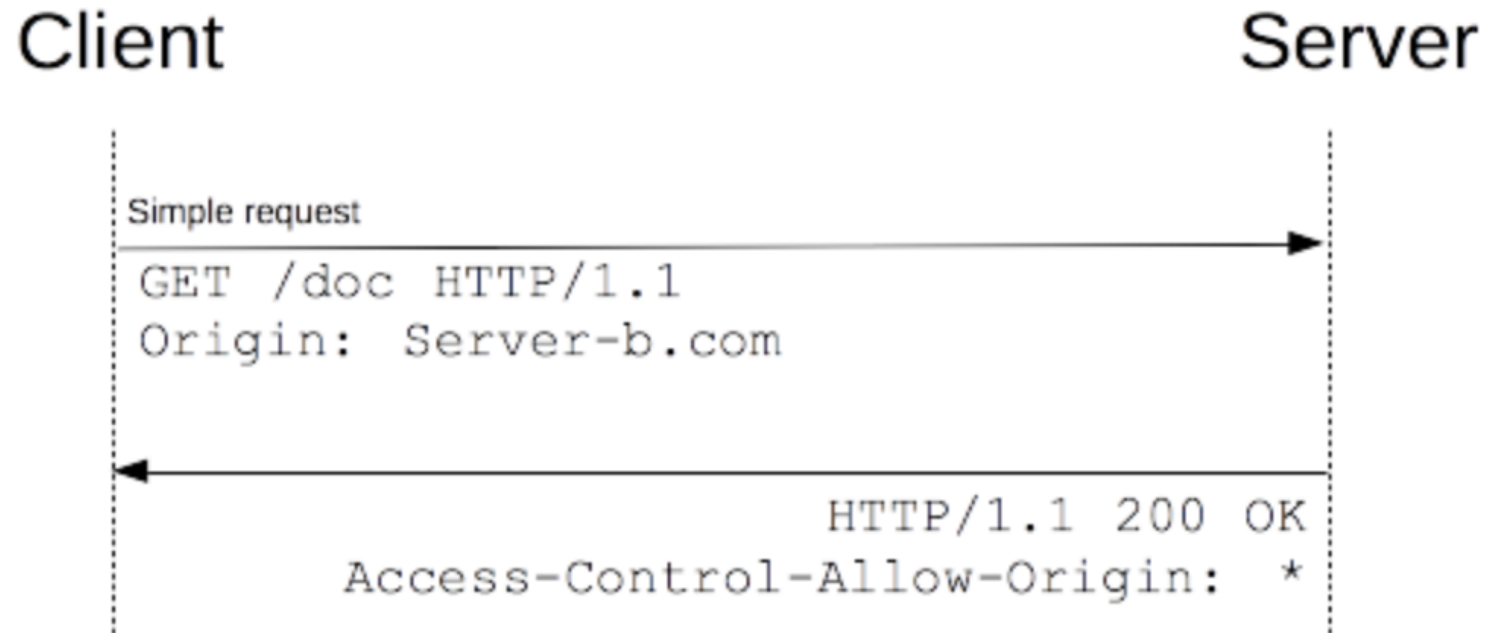 Client
Server
Simple request
GET /doc HTTP/1.1
Origin: Server-b.com
HTTP/1.1 200 OK
Access-Control-Allow-Origin: *